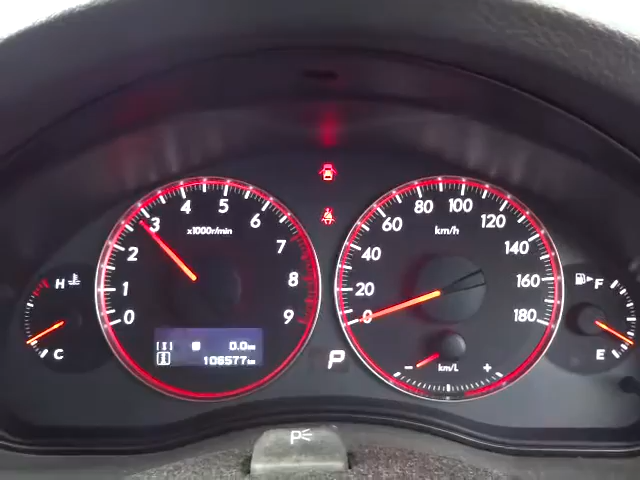 0 1 2 3 4 5 6 7 8 9
x1000r/min
0.0km
106577km
H
C
P
0 20 40 60 80 100 120 140 160 180
km/h
- +
km/L
F
E
P